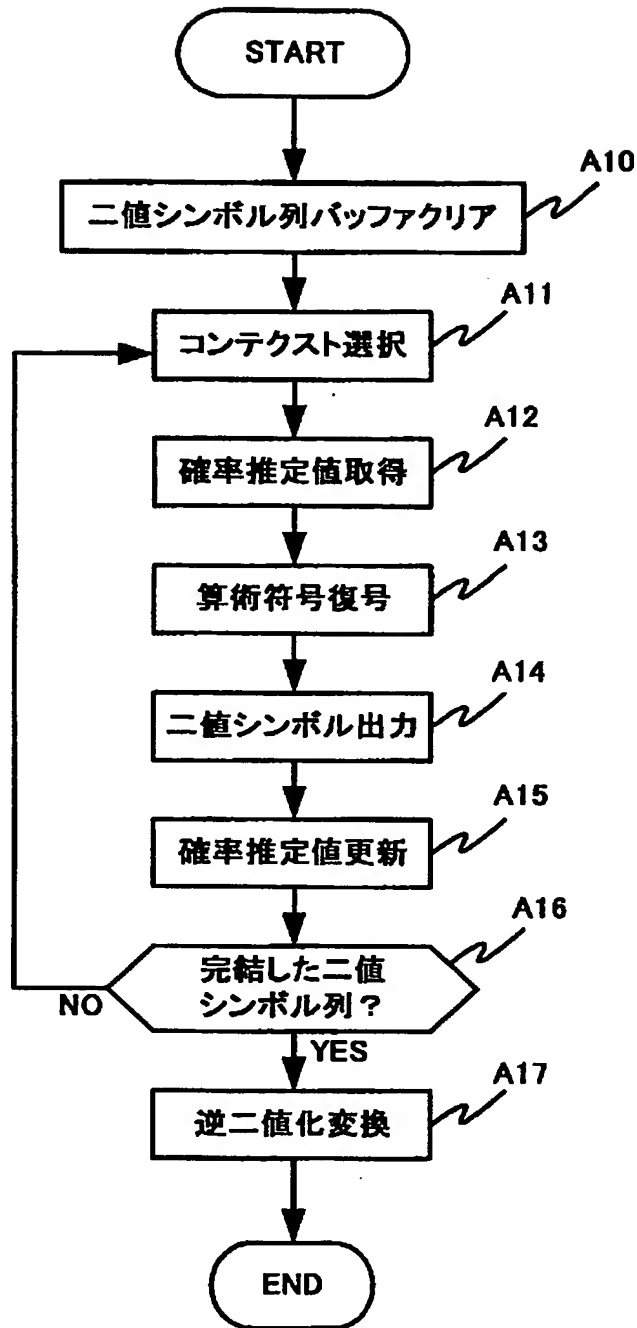 START
A10
二値シンボル列バッファクリア
A11
コンテクスト選択
A12
確率推定値取得
A13
算術符号復号
A14
二値シンボル出力
A15
確率推定値更新
A16
完結した二値
シンボル列？
NO
YES
A17
逆二値化変換
END